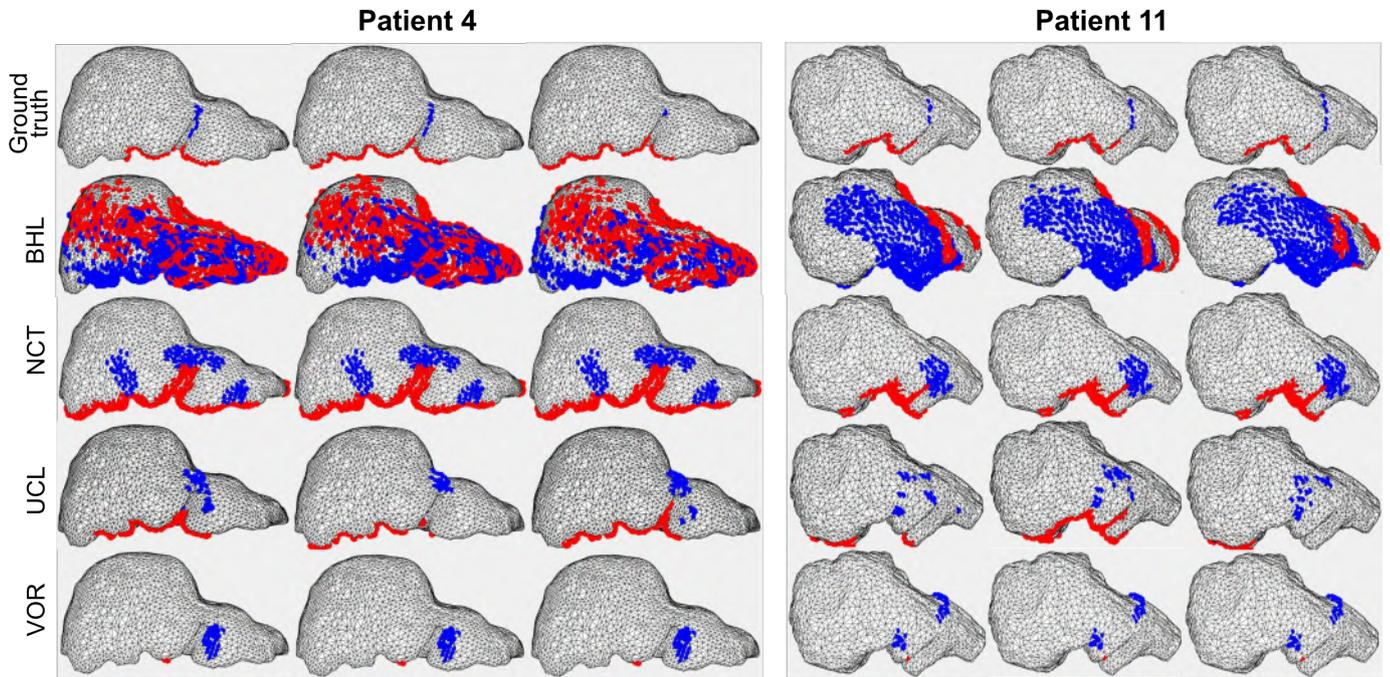 Patient 4
Patient 11
Ground
truth
BHL
NCT
UCL
VOR